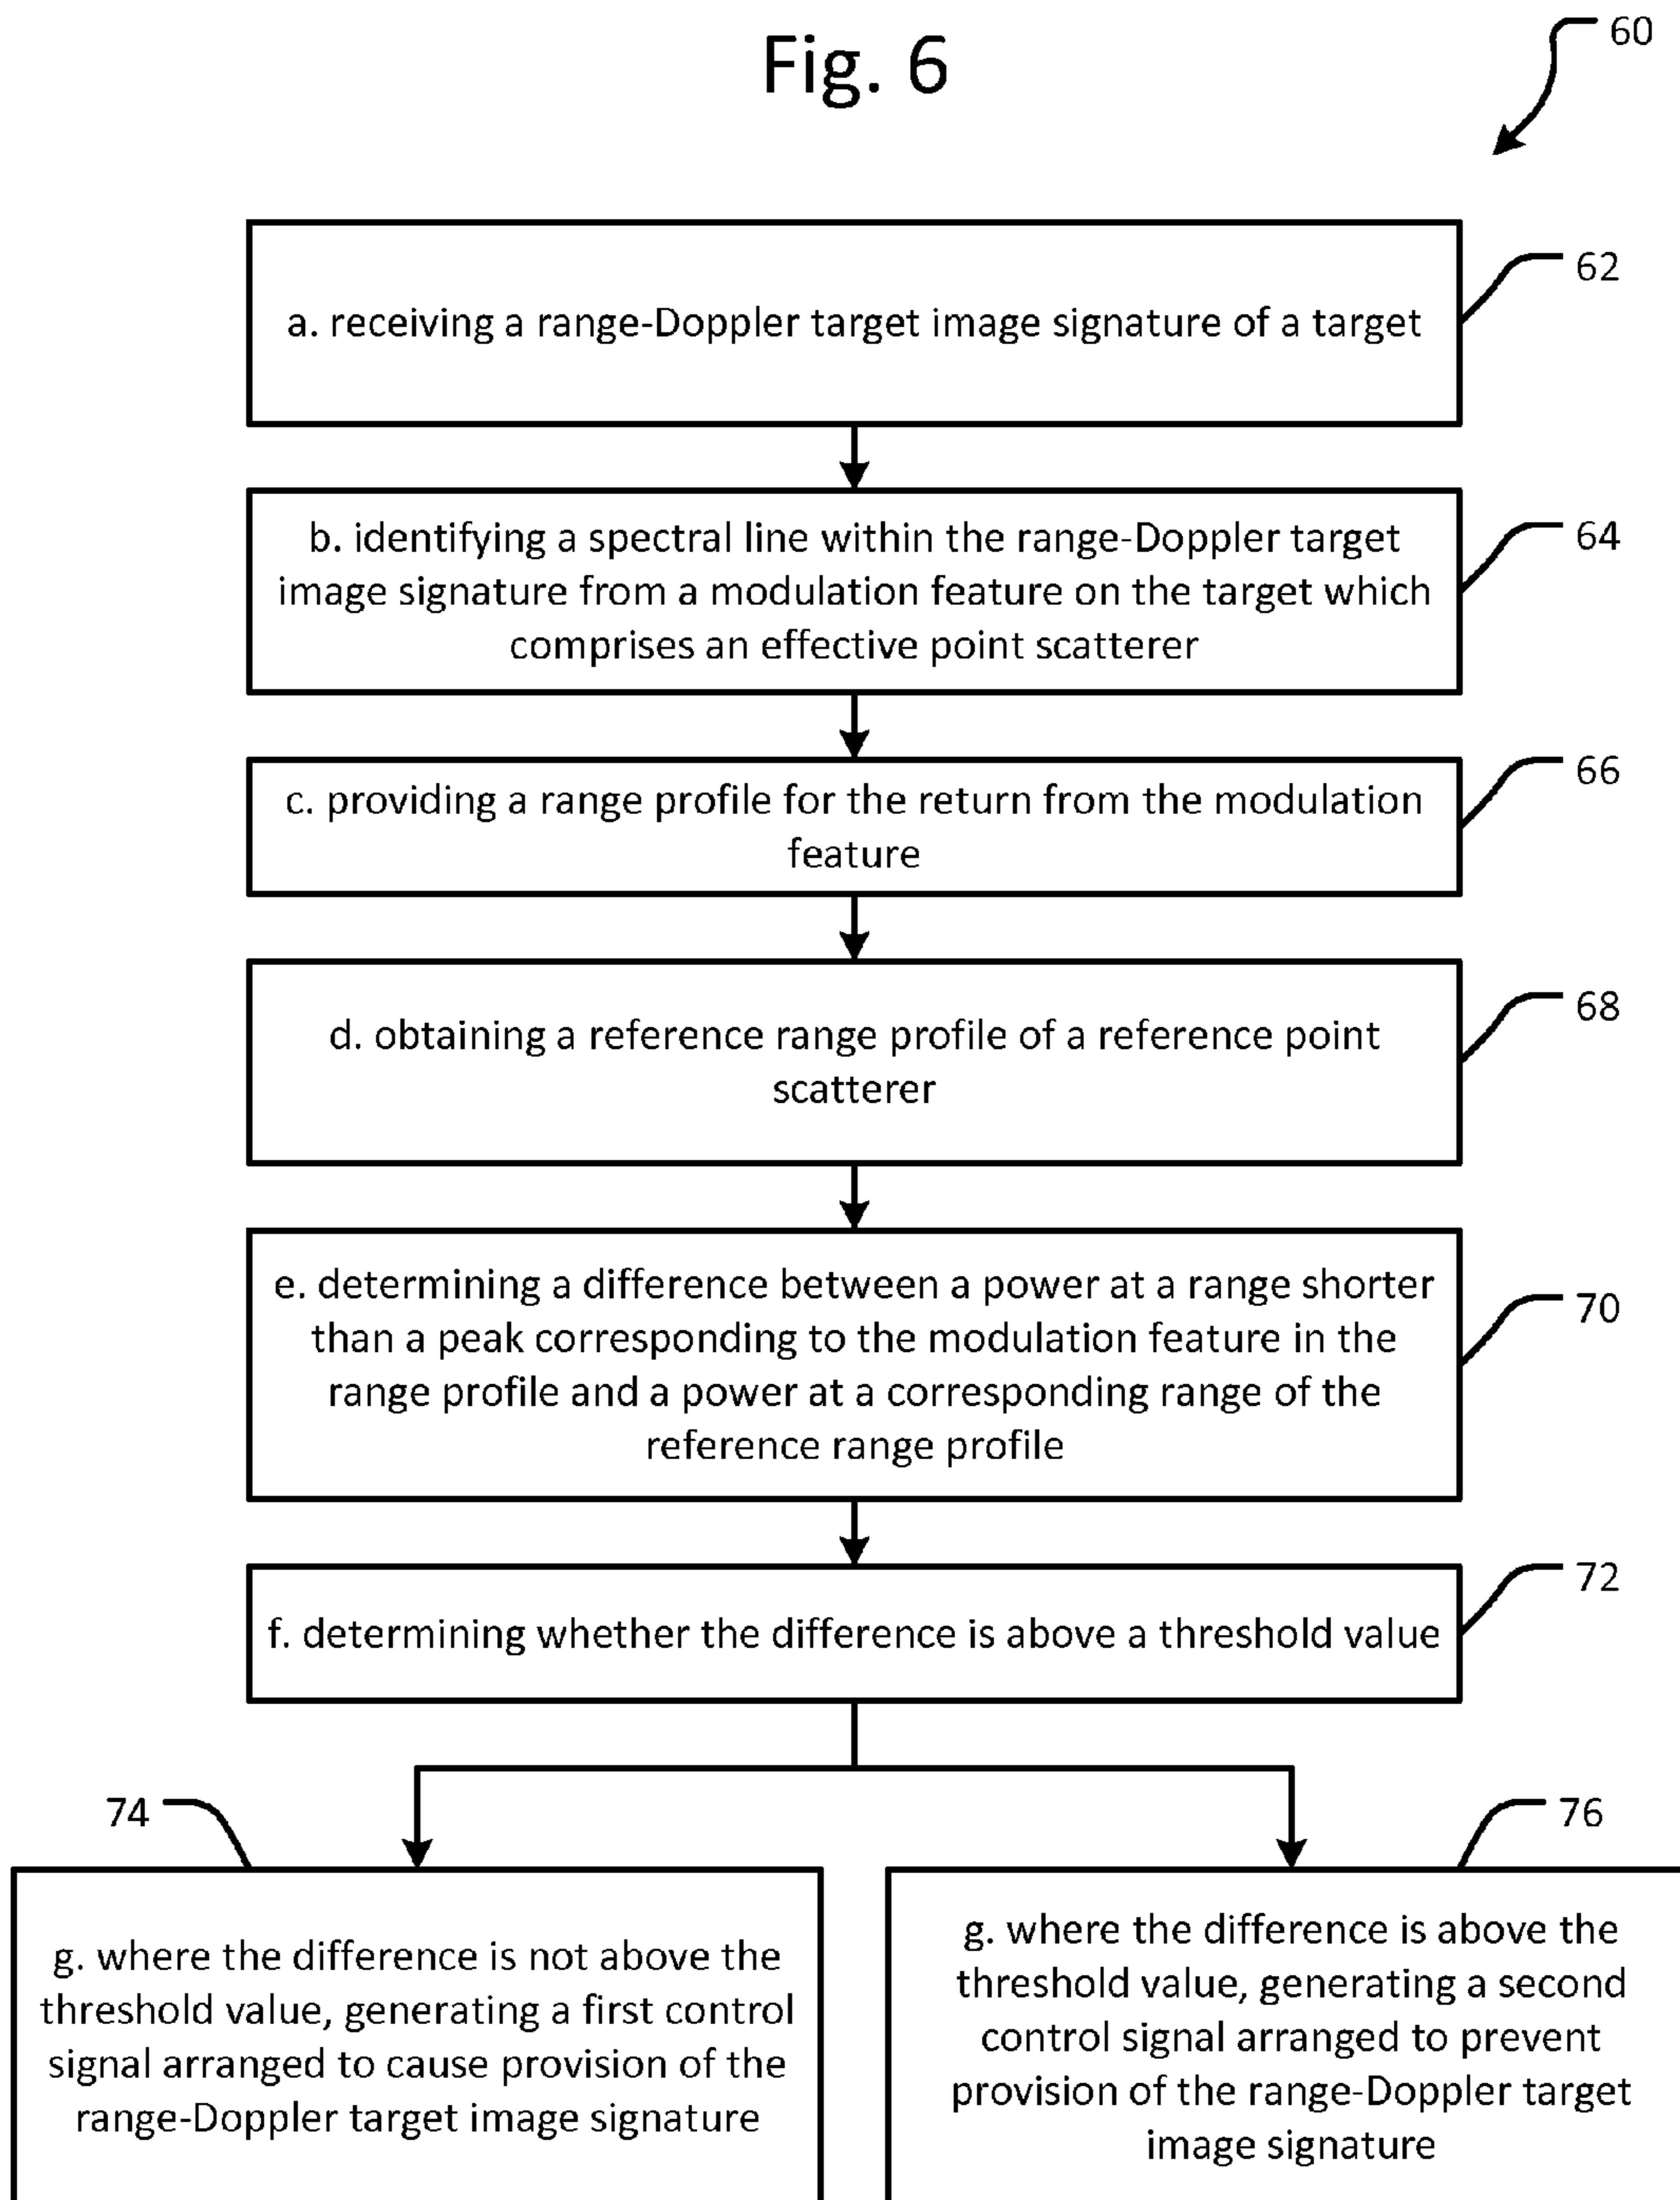 Fig. 6
60
a. receiving a range-Doppler target image signature of a target
62
b. identifying a spectral line within the range-Doppler target
image signature from a modulation feature on the target which
comprises an effective point scatterer
64
c. providing a range profile for the return from the modulation
feature
66
d. obtaining a reference range profile of a reference point
scatterer
68
e. determining a difference between a power at a range shorter
than a peak corresponding to the modulation feature in the
range profile and a power at a corresponding range of the
reference range profile
70
f. determining whether the difference is above a threshold value
72
74
g. where the difference is not above the
threshold value, generating a first control
signal arranged to cause provision of the
range-Doppler target image signature
76
g. where the difference is above the
threshold value, generating a second
control signal arranged to prevent
provision of the range-Doppler target
image signature